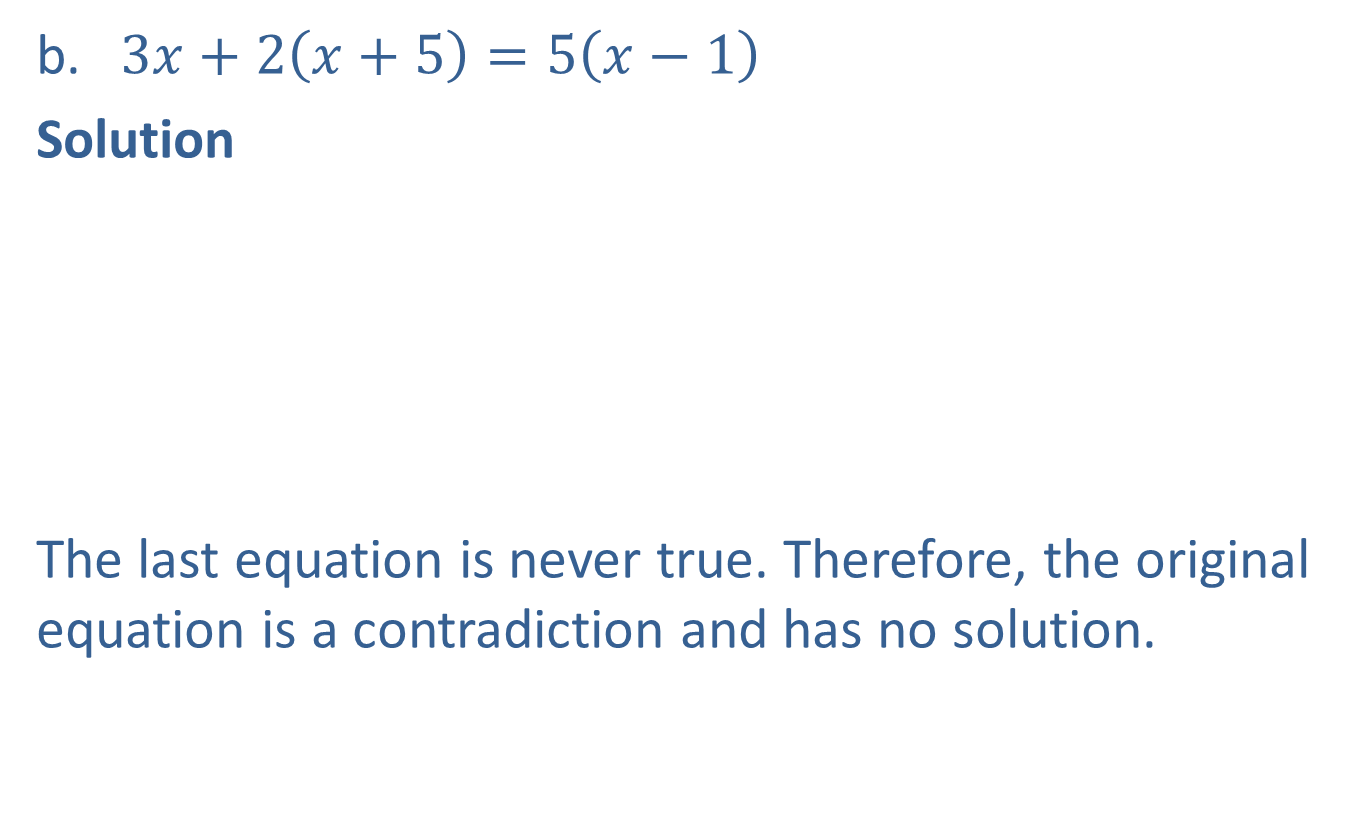 b. 3x + 2(x + 5) = 5(x − 1)
Solution
The last equation is never true. Therefore, the original
equation is a contradiction and has no solution.